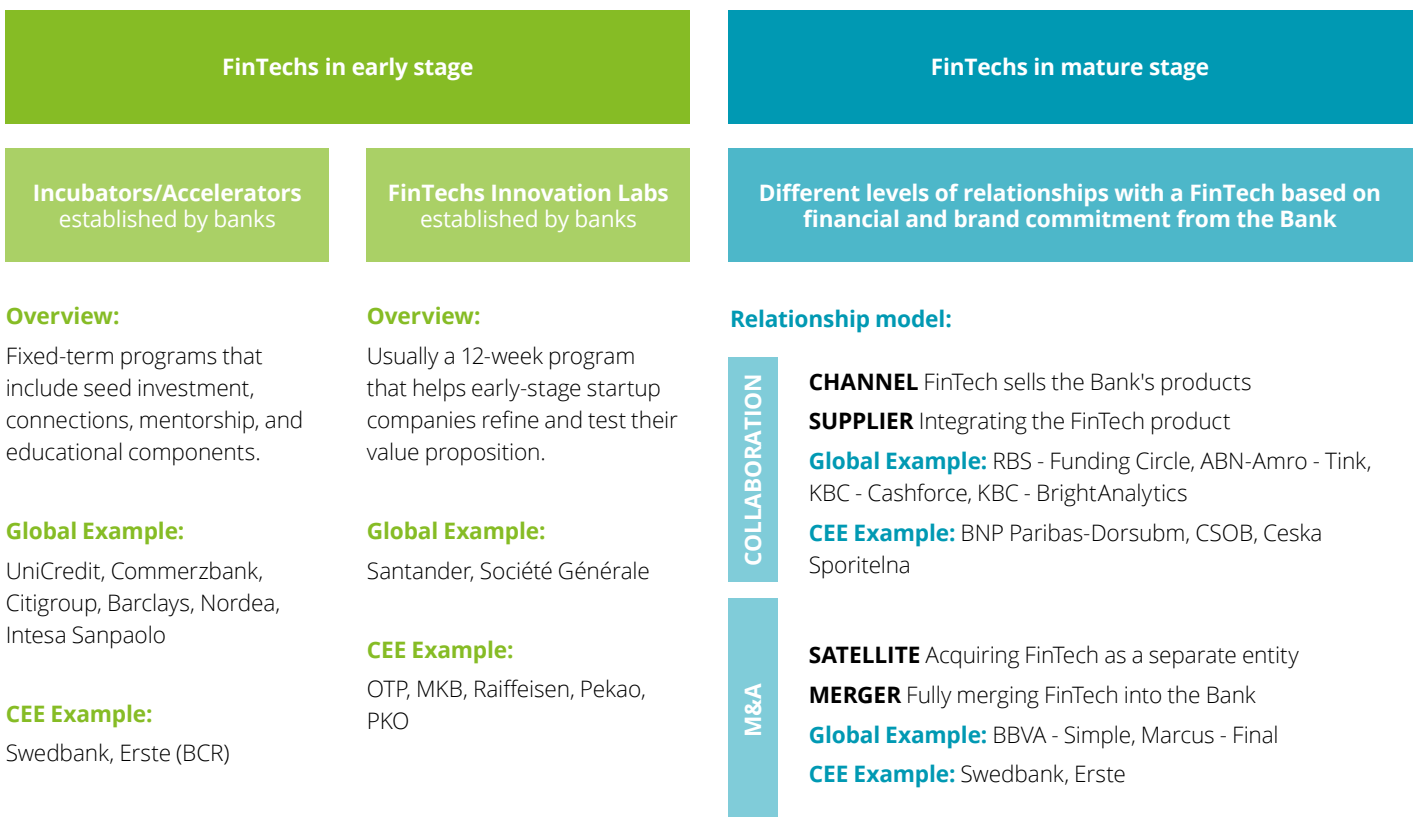 FinTechs in early stage
Incubators/Accelerators
established by banks
Overview:
Fixed-term programs that
include seed investment,
connections, mentorship, and
educational components.
Global Example:
UniCredit, Commerzbank,
Citigroup, Barclays, Nordea,
Intesa Sanpaolo
CEE Example:
Swedbank, Erste (BCR)
FinTechs Innovation Labs
established by banks
Overview:
Usually a 12-week program
that helps early-stage startup
companies refine and test their
value proposition.
Global Example:
Santander, Société Générale
CEE Example:
OTP, MKB, Raiffeisen, Pekao,
PKO
FinTechs in mature stage
Different levels of relationships with a FinTech based on
financial and brand commitment from the Bank
Relationship model:
COLLABORATION
CHANNEL FinTech sells the Bank's products
SUPPLIER Integrating the FinTech product
Global Example: RBS - Funding Circle, ABN-Amro - Tink,
KBC - Cashforce, KBC - BrightAnalytics
CEE Example: BNP Paribas-Dorsubm, CSOB, Ceska
Sporitelna
M&A
SATELLITE Acquiring FinTech as a separate entity
MERGER Fully merging FinTech into the Bank
Global Example: BBVA - Simple, Marcus - Final
CEE Example: Swedbank, Erste